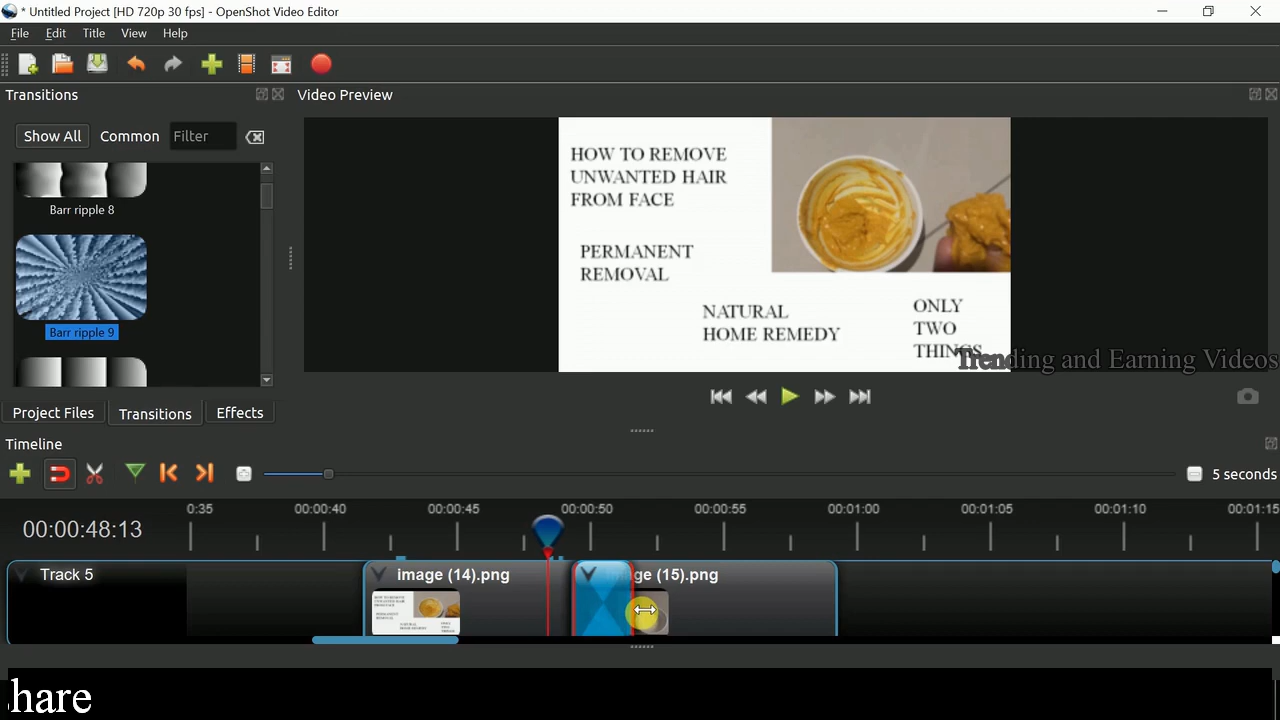 * Untitled Project [HD 720p 30 fps] - OpenShot Video Editor
File Edit Title View Help
Transitions
Video Preview
Show All Common Filter
Barr ripple 8
Barr ripple 9
HOW TO REMOVE
UNWANTED HAIR
FROM FACE
PERMANENT
REMOVAL
NATURAL
HOME REMEDY
ONLY
TWO
THINGS
Trending and Earning Videos
Project Files Transitions Effects
Timeline
5 seconds
00:00:48:13
0:35 00:00:40 00:00:45 00:00:50 00:00:55 00:01:00 00:01:05 00:01:10 00:01:15
Track 5
image (14).png
ge (15).png
hare